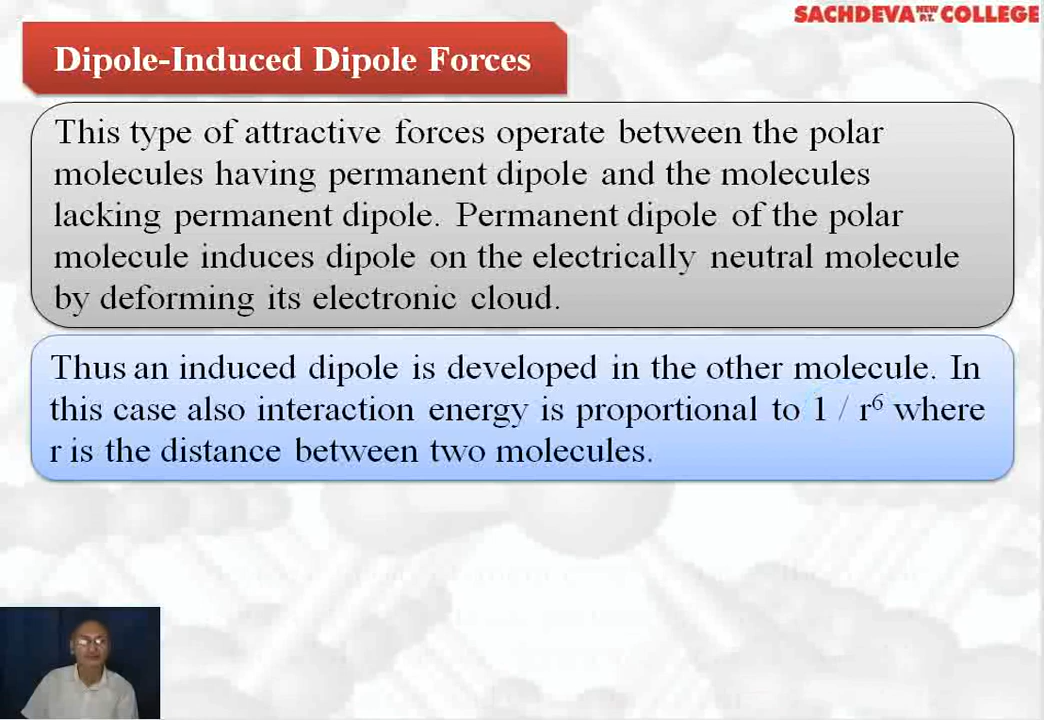 SACHDEVA NEW P.T. COLLEGE
Dipole-Induced Dipole Forces
This type of attractive forces operate between the polar
molecules having permanent dipole and the molecules
lacking permanent dipole. Permanent dipole of the polar
molecule induces dipole on the electrically neutral molecule
by deforming its electronic cloud.
Thus an induced dipole is developed in the other molecule. In
this case also interaction energy is proportional to 1 / r⁶ where
r is the distance between two molecules.